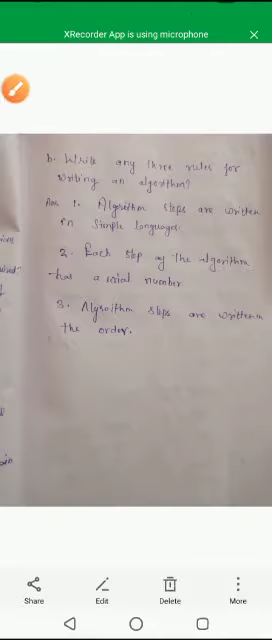 XRecorder App is using microphone
b. Write any three rules for
writing an algorithm?
Ans 1. Algorithm steps are written
in simple languages.
2. Each step of the algorithm
has a serial number.
3. Algorithm steps are written
the order.
Share Edit Delete More